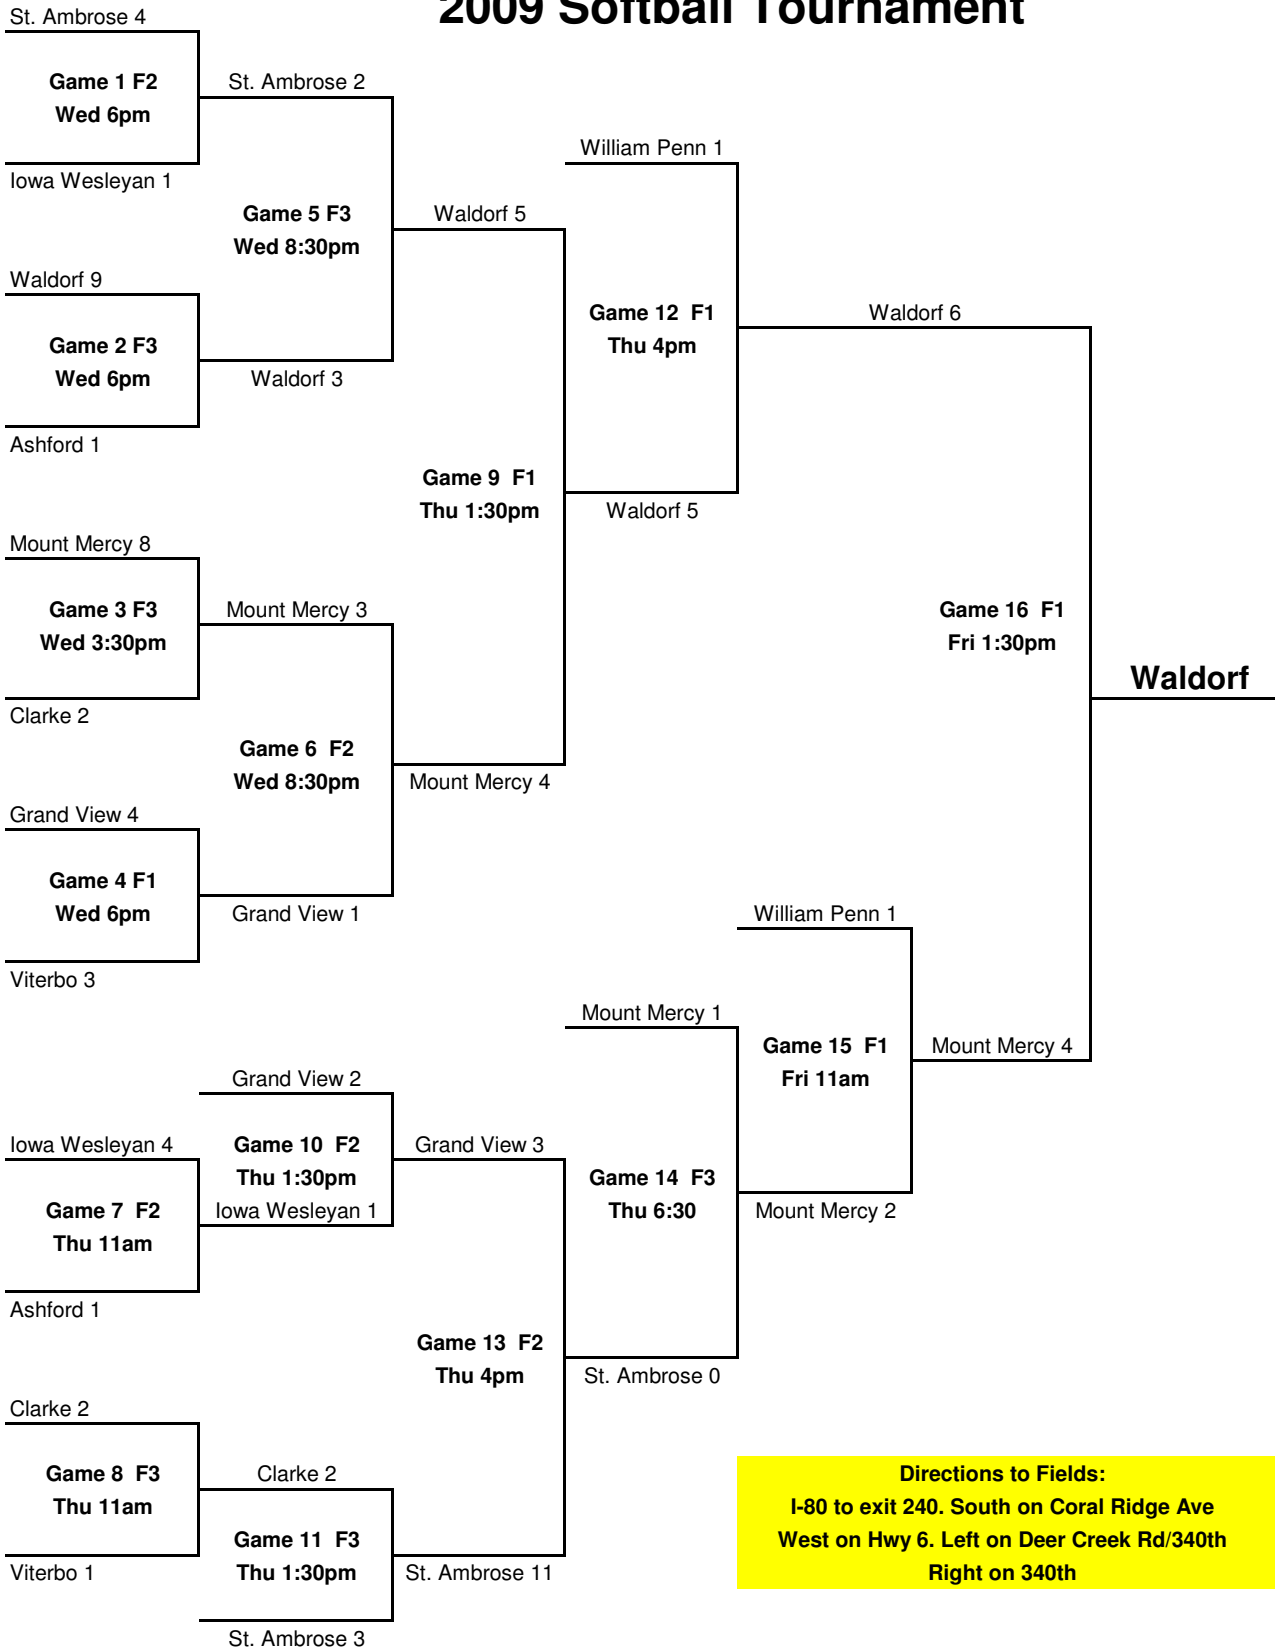 2009 Softball Tournament
St. Ambrose 4
Game 1 F2
Wed 6pm
Iowa Wesleyan 1
St. Ambrose 2
Game 5 F3
Wed 8:30pm
Waldorf 9
Game 2 F3
Wed 6pm
Ashford 1
Waldorf 3
Waldorf 5
William Penn 1
Game 12  F1
Thu 4pm
Waldorf 6
Game 9  F1
Thu 1:30pm
Waldorf 5
Mount Mercy 8
Game 3 F3
Wed 3:30pm
Clarke 2
Mount Mercy 3
Game 6  F2
Wed 8:30pm
Mount Mercy 4
Grand View 4
Game 4 F1
Wed 6pm
Viterbo 3
Grand View 1
Game 16  F1
Fri 1:30pm
Waldorf
William Penn 1
Mount Mercy 1
Game 15  F1
Fri 11am
Mount Mercy 4
Grand View 2
Game 10  F2
Thu 1:30pm
Iowa Wesleyan 1
Iowa Wesleyan 4
Game 7  F2
Thu 11am
Ashford 1
Grand View 3
Game 14  F3
Thu 6:30
Mount Mercy 2
Game 13  F2
Thu 4pm
St. Ambrose 0
Clarke 2
Game 8  F3
Thu 11am
Viterbo 1
Clarke 2
Game 11  F3
Thu 1:30pm
St. Ambrose 3
St. Ambrose 11
Directions to Fields:
I-80 to exit 240. South on Coral Ridge Ave
West on Hwy 6. Left on Deer Creek Rd/340th
Right on 340th